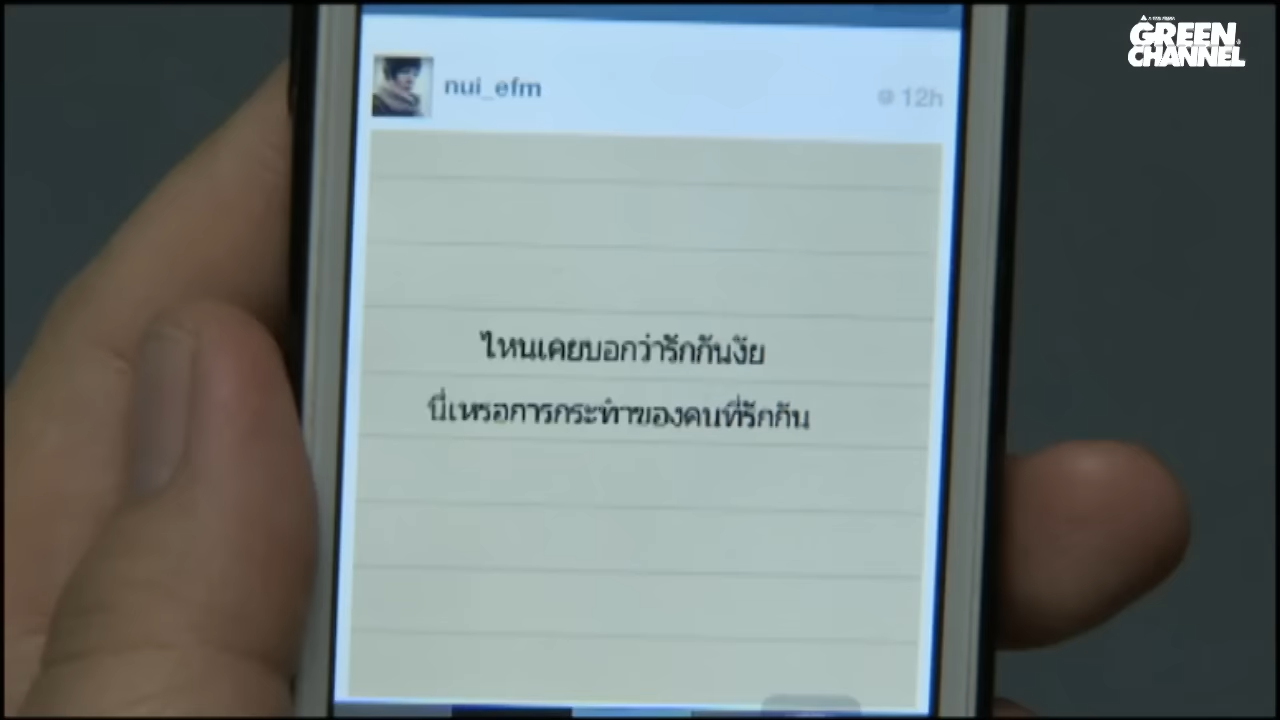 GREEN
CHANNEL
nui_efm
12h
ไหนเคยบอกว่ารักกันงัย
นี่เหรอการกระทำของคนที่รักกัน